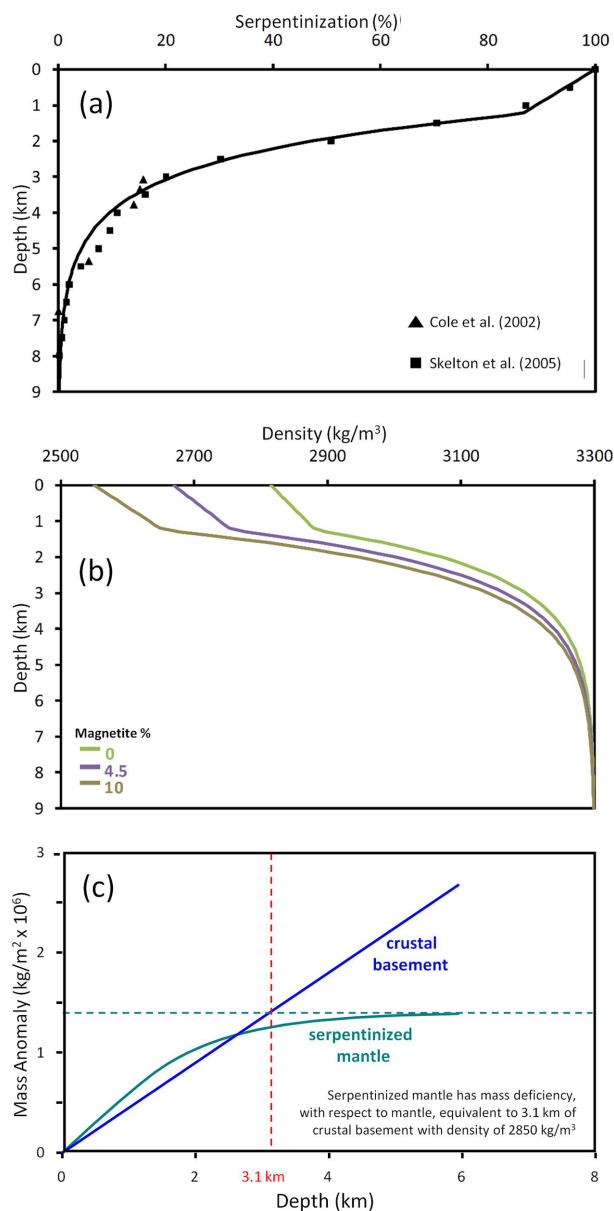 Serpentinization (%)
0 20 40 60 80 100
(a)
Depth (km)
0
1
2
3
4
5
6
7
8
9
Cole et al. (2002)
Skelton et al. (2005)
Density (kg/m³)
2500 2700 2900 3100 3300
(b)
Depth (km)
0
1
2
3
4
5
6
7
8
9
Magnetite %
0
4.5
10
(c)
Mass Anomaly (kg/m² x 10⁶)
3
2
1
0
crustal
basement
serpentinized
mantle
Serpentinized mantle has mass deficiency,
with respect to mantle, equivalent to 3.1 km of
crustal basement with density of 2850 kg/m³
0 2 3.1 km 4 6 8
Depth (km)